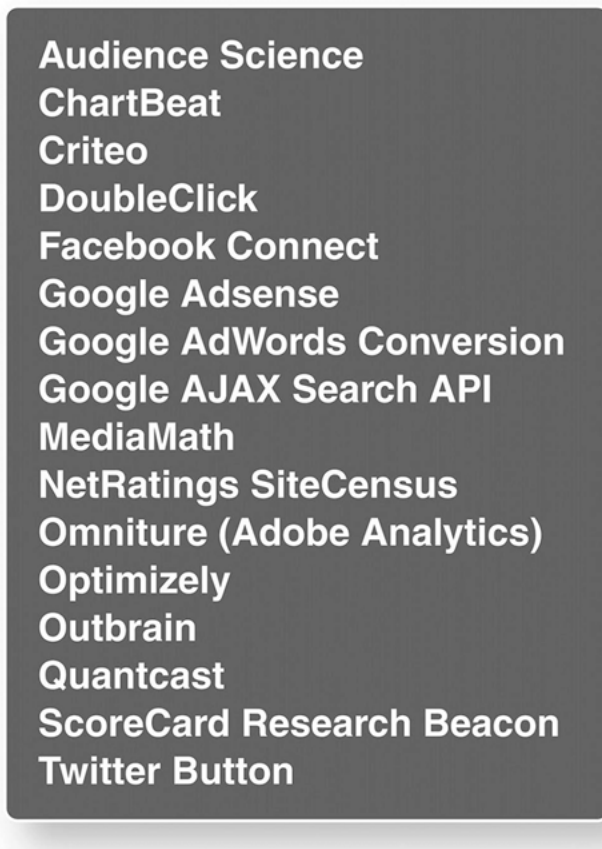 Audience Science
ChartBeat
Criteo
DoubleClick
Facebook Connect
Google Adsense
Google AdWords Conversion
Google AJAX Search API
MediaMath
NetRatings SiteCensus
Omniture (Adobe Analytics)
Optimizely
Outbrain
Quantcast
ScoreCard Research Beacon
Twitter Button